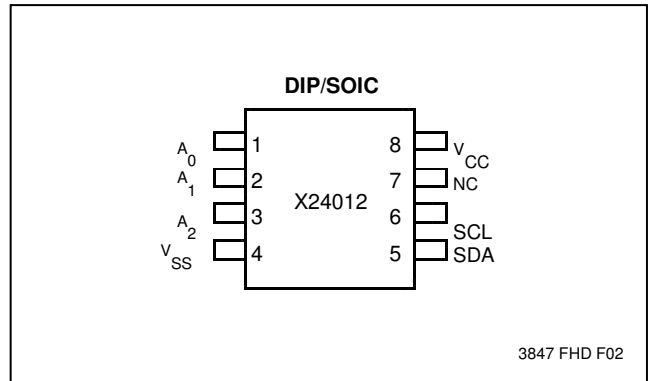 DIP/SOIC
A0 1 8 VCC
A1 2 7 NC
X24012
A2 3 6 SCL
VSS 4 5 SDA
3847 FHD F02